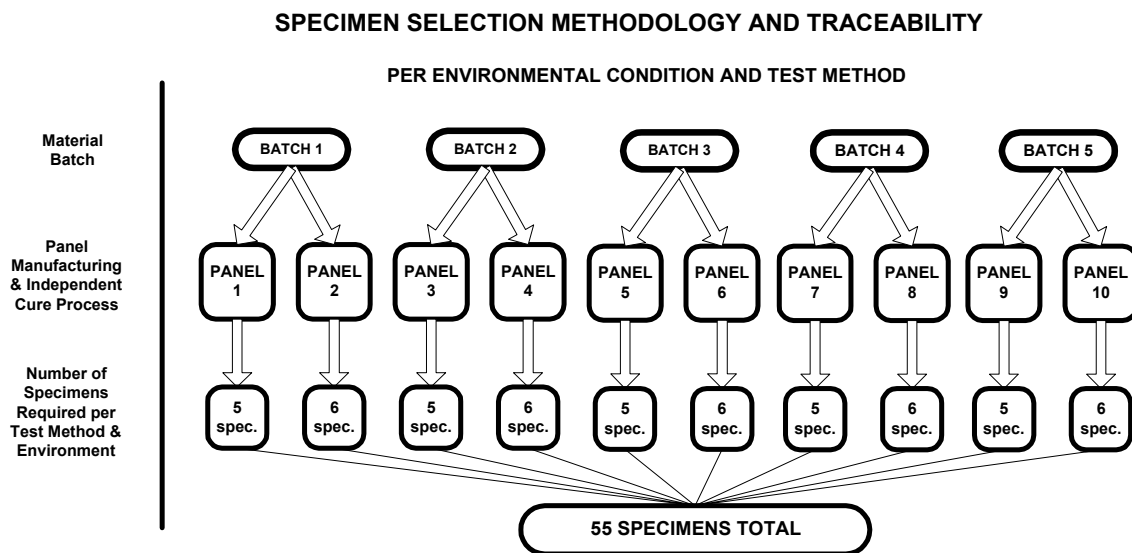 SPECIMEN SELECTION METHODOLOGY AND TRACEABILITY
PER ENVIRONMENTAL CONDITION AND TEST METHOD
Material
Batch
BATCH 1
BATCH 2
BATCH 3
BATCH 4
BATCH 5
Panel
Manufacturing
& Independent
Cure Process
PANEL
1
PANEL
2
PANEL
3
PANEL
4
PANEL
5
PANEL
6
PANEL
7
PANEL
8
PANEL
9
PANEL
10
Number of
Specimens
Required per
Test Method &
Environment
5
spec.
6
spec.
5
spec.
6
spec.
5
spec.
6
spec.
5
spec.
6
spec.
5
spec.
6
spec.
55 SPECIMENS TOTAL